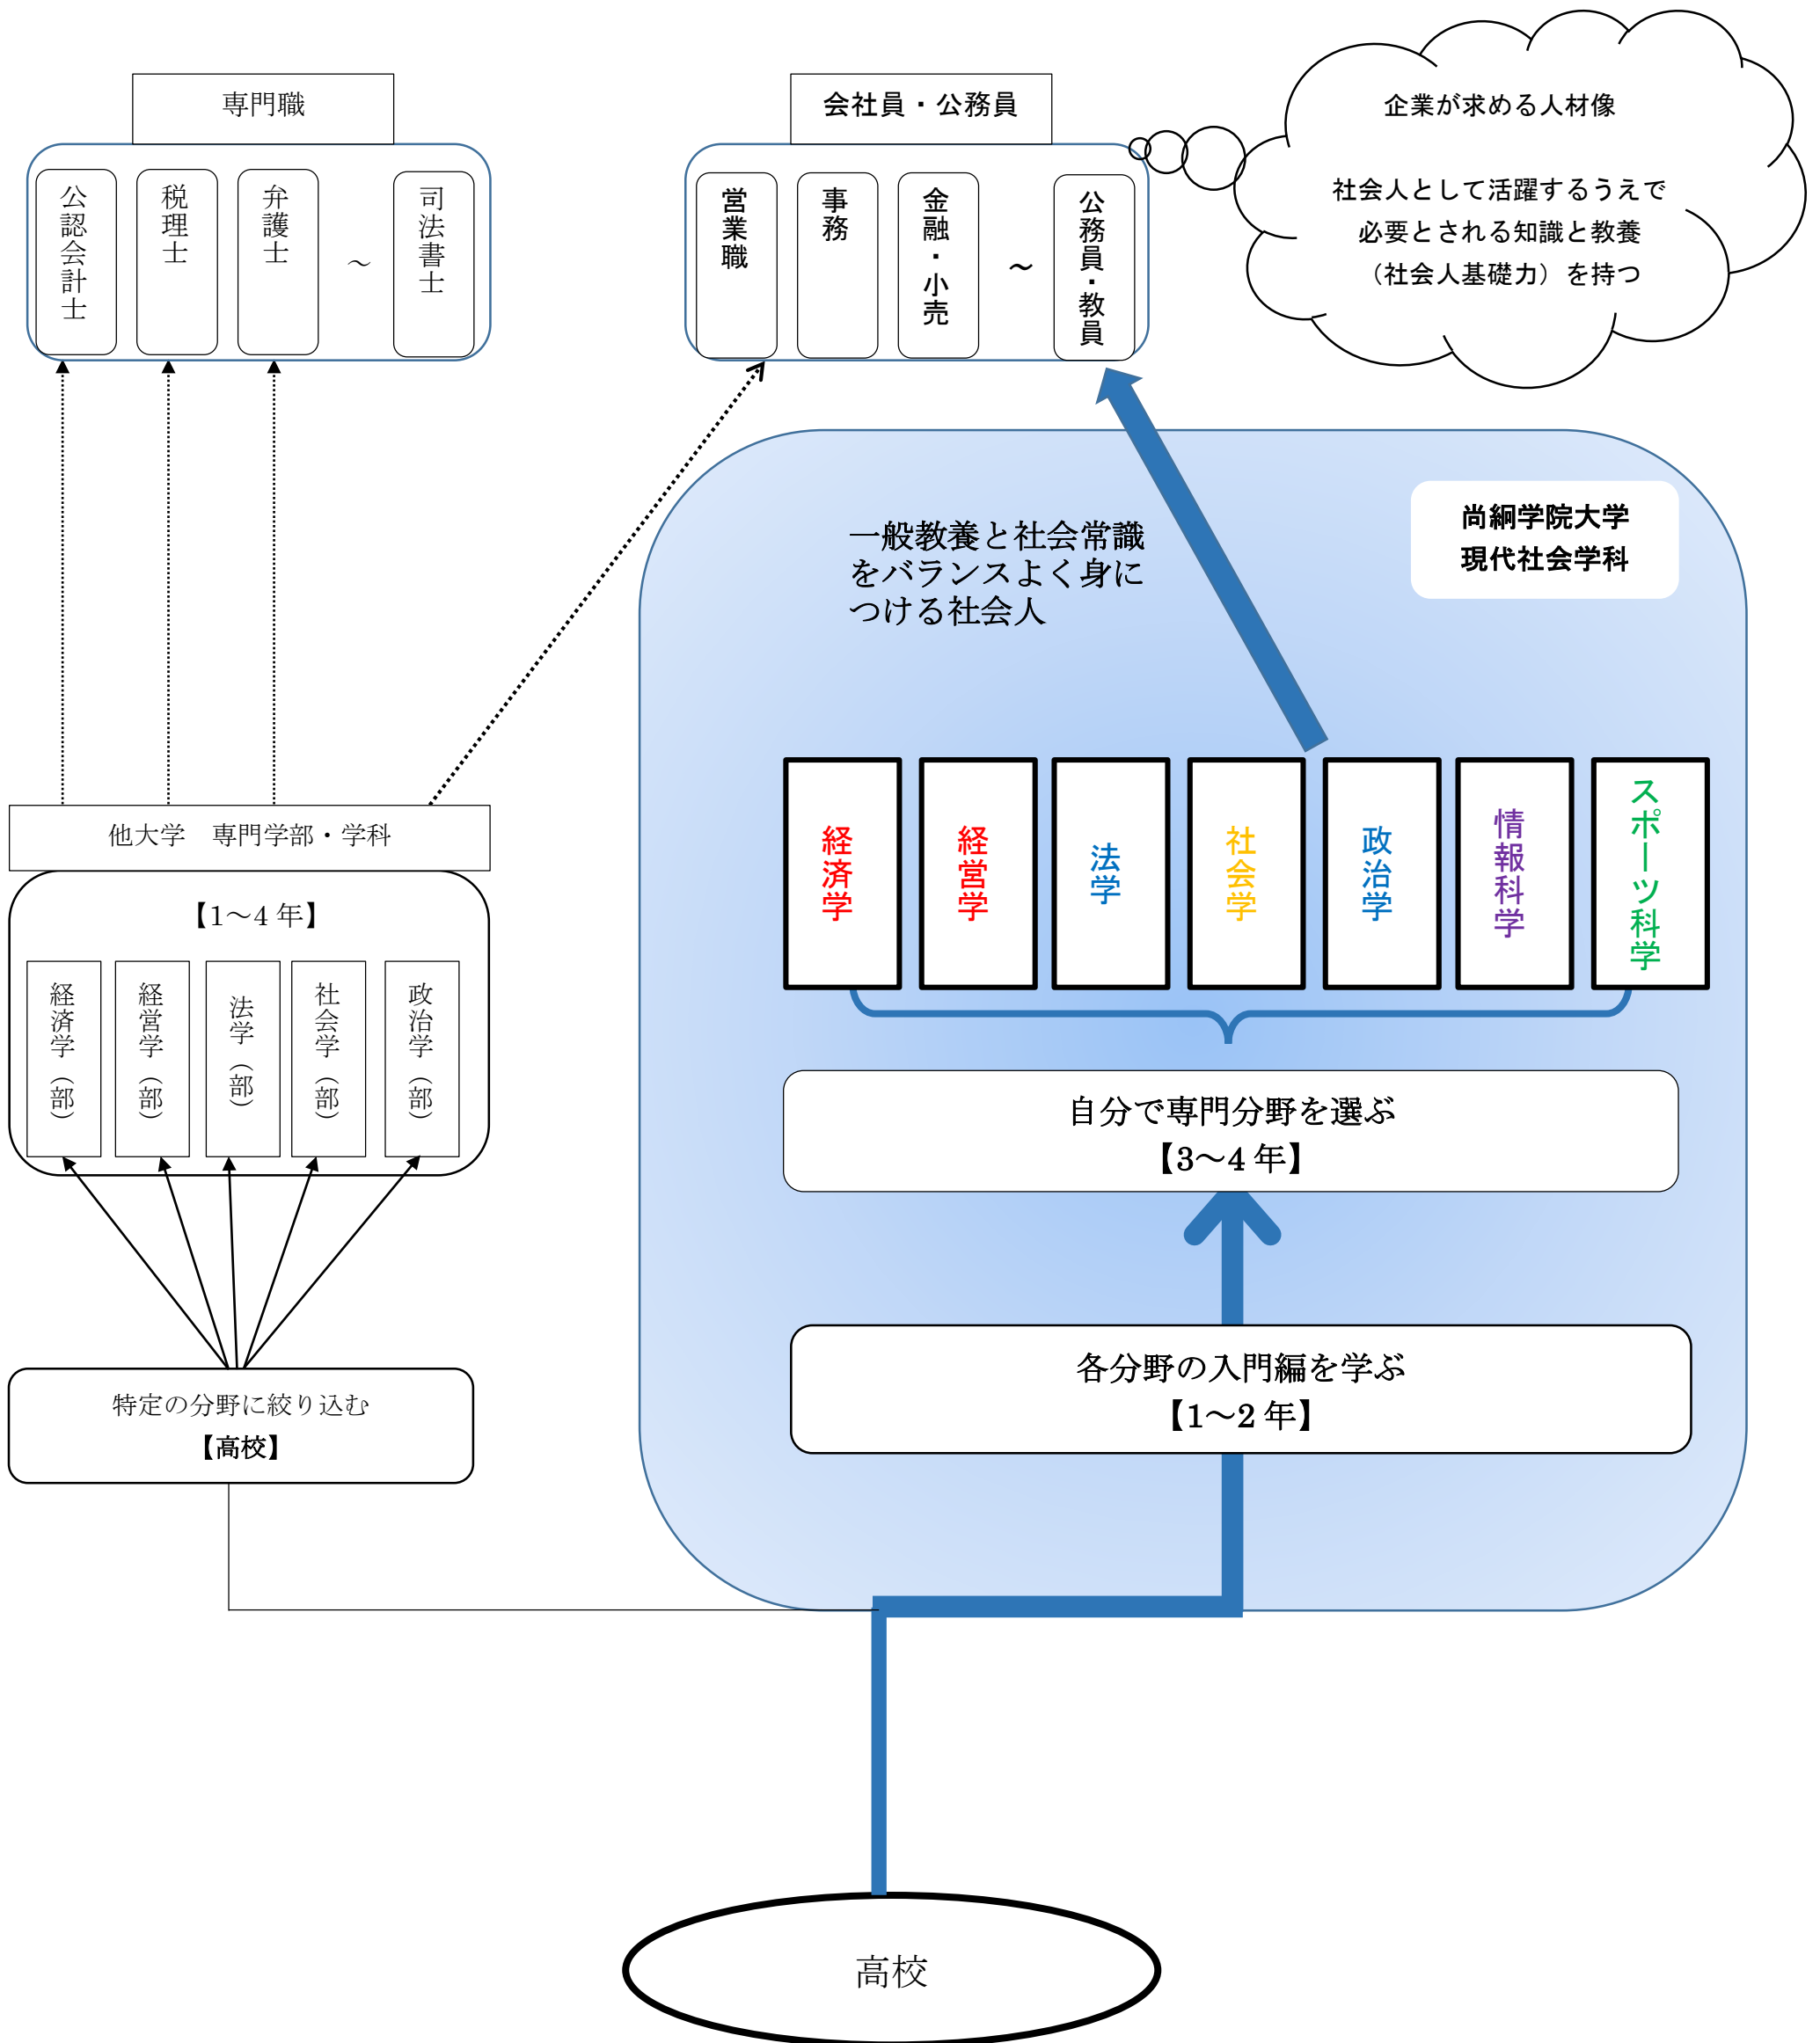 専門職
公認会計士
税理士
弁護士
～
司法書士
会社員・公務員
営業職
事務
金融・小売
～
公務員・教員
企業が求める人材像
社会人として活躍するうえで
必要とされる知識と教養
（社会人基礎力）を持つ
尚絅学院大学
現代社会学科
一般教養と社会常識
をバランスよく身に
つける社会人
経済学
経営学
法学
社会学
政治学
情報科学
スポーツ科学
自分で専門分野を選ぶ
【3～4 年】
各分野の入門編を学ぶ
【1～2 年】
他大学　専門学部・学科
【1～4 年】
経済学（部）
経営学（部）
法学（部）
社会学（部）
政治学（部）
特定の分野に絞り込む
【高校】
高校